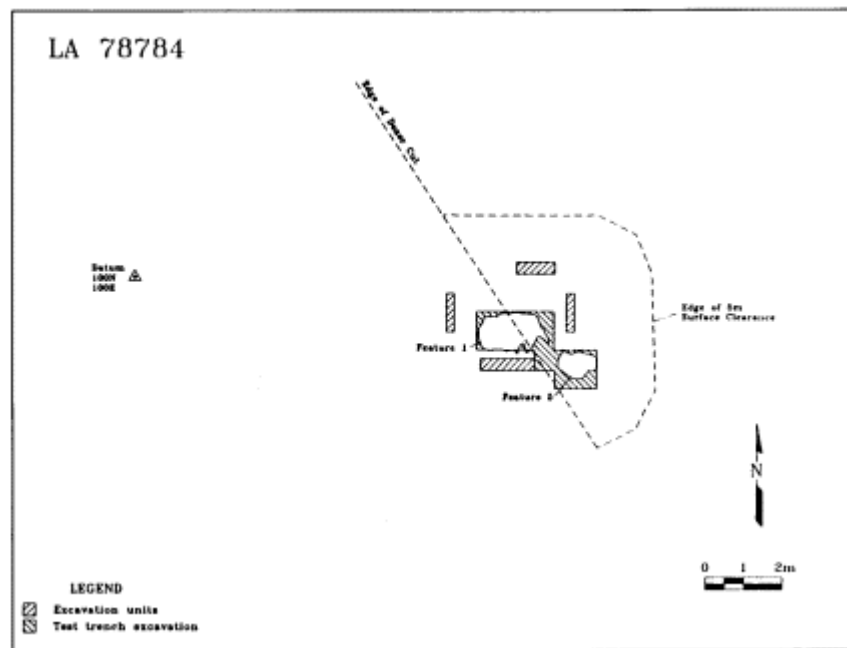 LA 78784
Edge of Dune Cut
Datum
100N
100E
Edge of 5m
Surface Clearance
Feature 1
Feature 2
N
0 1 2m
LEGEND
Excavation units
Test trench excavation